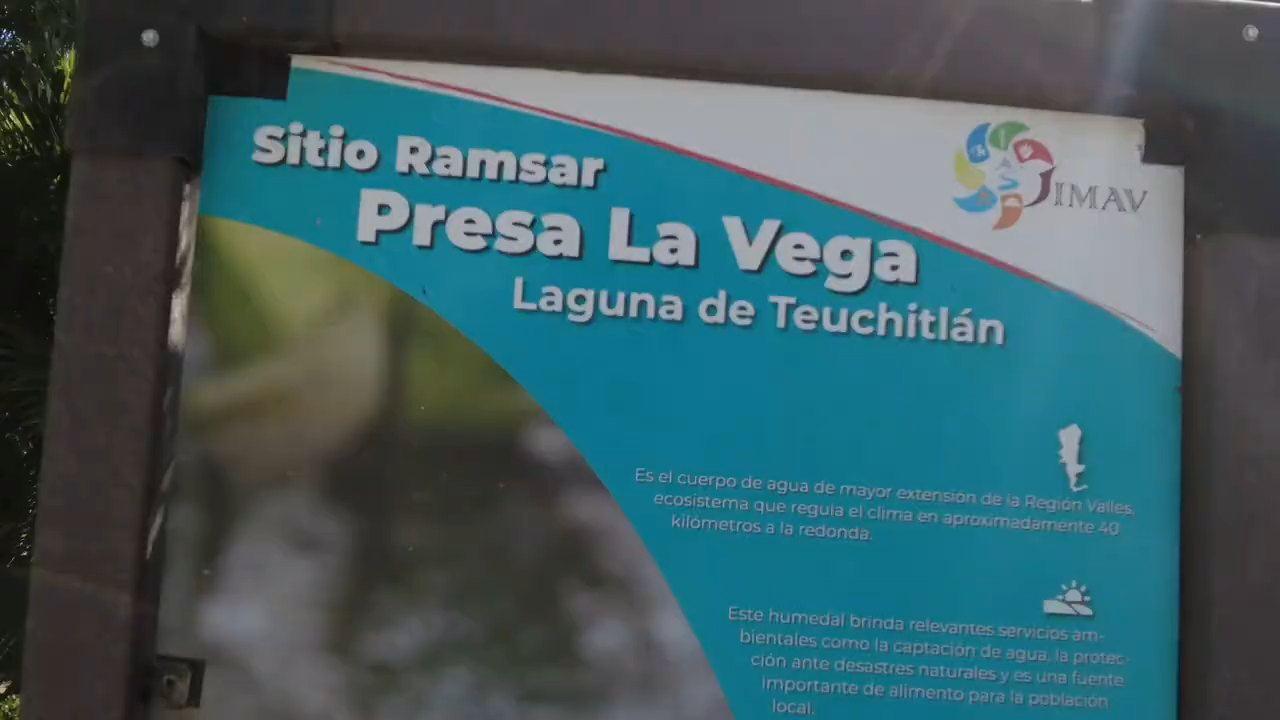 Sitio Ramsar
Presa La Vega
Laguna de Teuchitlán
JIMAV
Es el cuerpo de agua de mayor extensión de la Región Valles,
ecosistema que regula el clima en aproximadamente 40
kilómetros a la redonda.
Este humedal brinda relevantes servicios am-
bientales como la captación de agua, la protec-
ción ante desastres naturales y es una fuente
importante de alimento para la población
local.